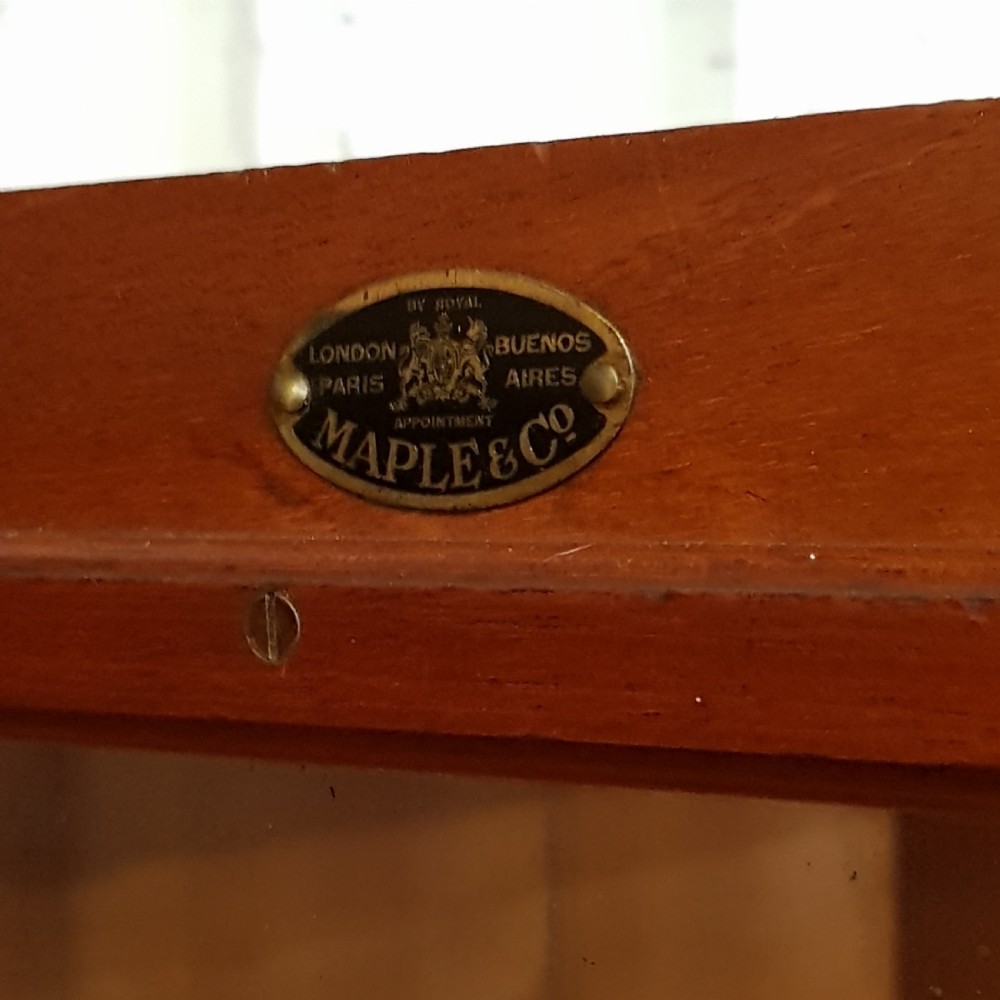 BY ROYAL
LONDON BUENOS
PARIS AIRES
APPOINTMENT
MAPLE & Cº